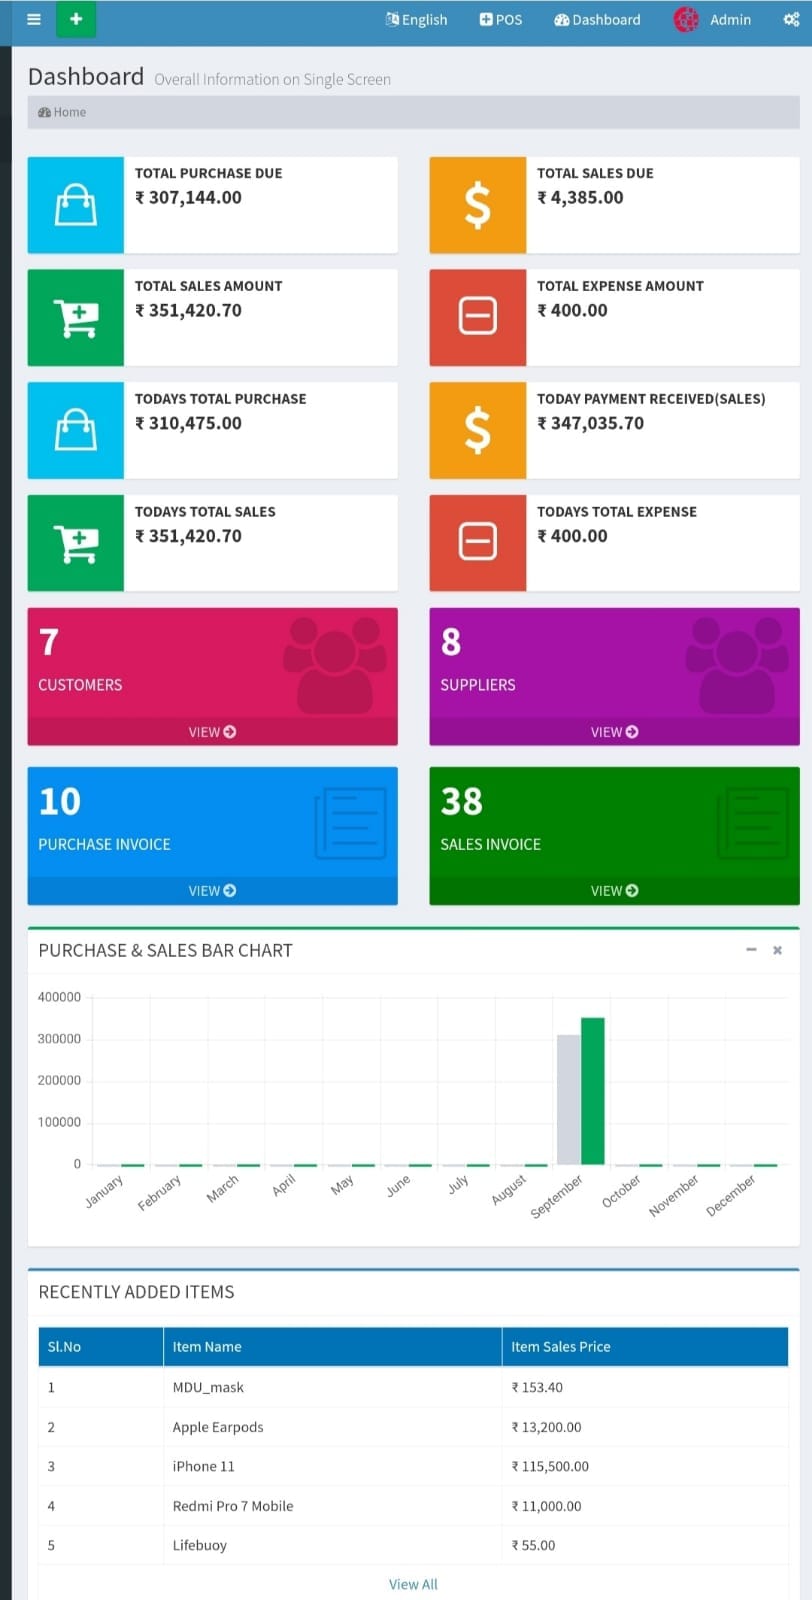 English POS Dashboard Admin
Dashboard Overall Information on Single Screen
Home
TOTAL PURCHASE DUE
₹ 307,144.00
TOTAL SALES DUE
₹ 4,385.00
TOTAL SALES AMOUNT
₹ 351,420.70
TOTAL EXPENSE AMOUNT
₹ 400.00
TODAYS TOTAL PURCHASE
₹ 310,475.00
TODAY PAYMENT RECEIVED(SALES)
₹ 347,035.70
TODAYS TOTAL SALES
₹ 351,420.70
TODAYS TOTAL EXPENSE
₹ 400.00
7
CUSTOMERS
VIEW
8
SUPPLIERS
VIEW
10
PURCHASE INVOICE
VIEW
38
SALES INVOICE
VIEW
PURCHASE & SALES BAR CHART
400000
300000
200000
100000
0
January February March April May June July August September October November December
RECENTLY ADDED ITEMS
Sl.No Item Name Item Sales Price
1 MDU_mask ₹ 153.40
2 Apple Earpods ₹ 13,200.00
3 iPhone 11 ₹ 115,500.00
4 Redmi Pro 7 Mobile ₹ 11,000.00
5 Lifebuoy ₹ 55.00
View All